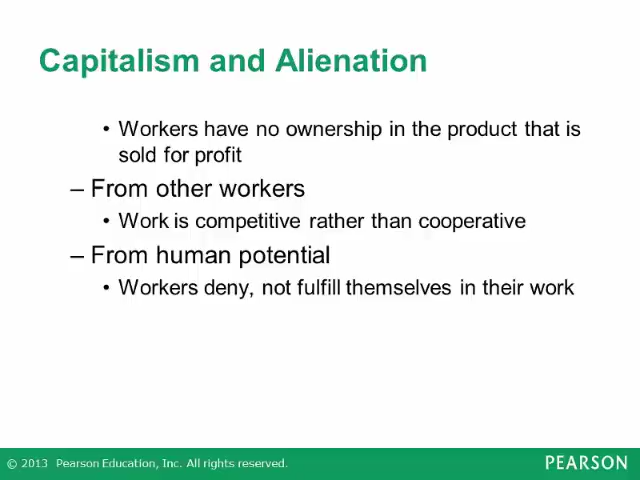 Capitalism and Alienation
• Workers have no ownership in the product that is
sold for profit
– From other workers
• Work is competitive rather than cooperative
– From human potential
• Workers deny, not fulfill themselves in their work
© 2013 Pearson Education, Inc. All rights reserved.
PEARSON